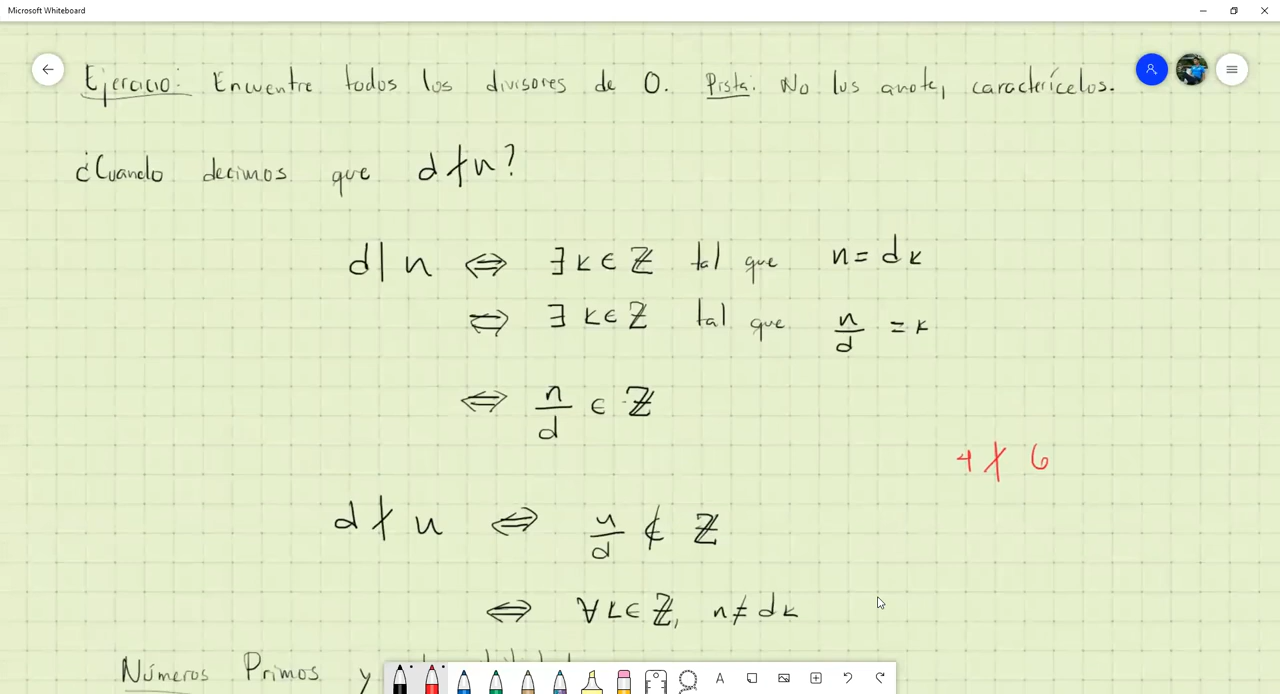 Microsoft Whiteboard
Ejercicio: Encuentre todos los divisores de 0. Pista: No los anote, caracterícelos.
¿Cuando decimos que d∤n?
d | n ⇔ ∃ k ∈ ℤ tal que n = dk
⇔ ∃ k ∈ ℤ tal que n/d = k
⇔ n/d ∈ ℤ
4 ∤ 6
d ∤ n ⇔ n/d ∉ ℤ
⇔ ∀ k ∈ ℤ, n ≠ dk
Números Primos y